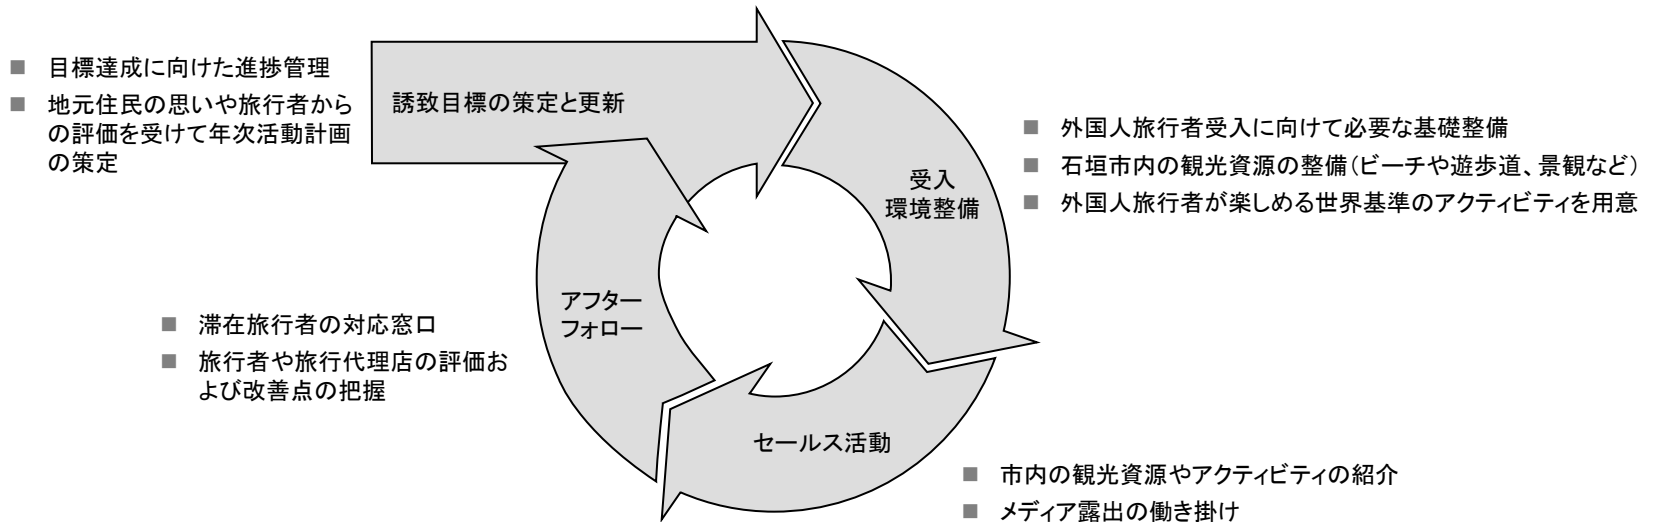 ■ 目標達成に向けた進捗管理
■ 地元住民の思いや旅行者から
の評価を受けて年次活動計画
の策定
誘致目標の策定と更新
受入
環境整備
■ 外国人旅行者受入に向けて必要な基礎整備
■ 石垣市内の観光資源の整備（ビーチや遊歩道、景観など）
■ 外国人旅行者が楽しめる世界基準のアクティビティを用意
セールス活動
■ 市内の観光資源やアクティビティの紹介
■ メディア露出の働き掛け
アフター
フォロー
■ 滞在旅行者の対応窓口
■ 旅行者や旅行代理店の評価お
よび改善点の把握